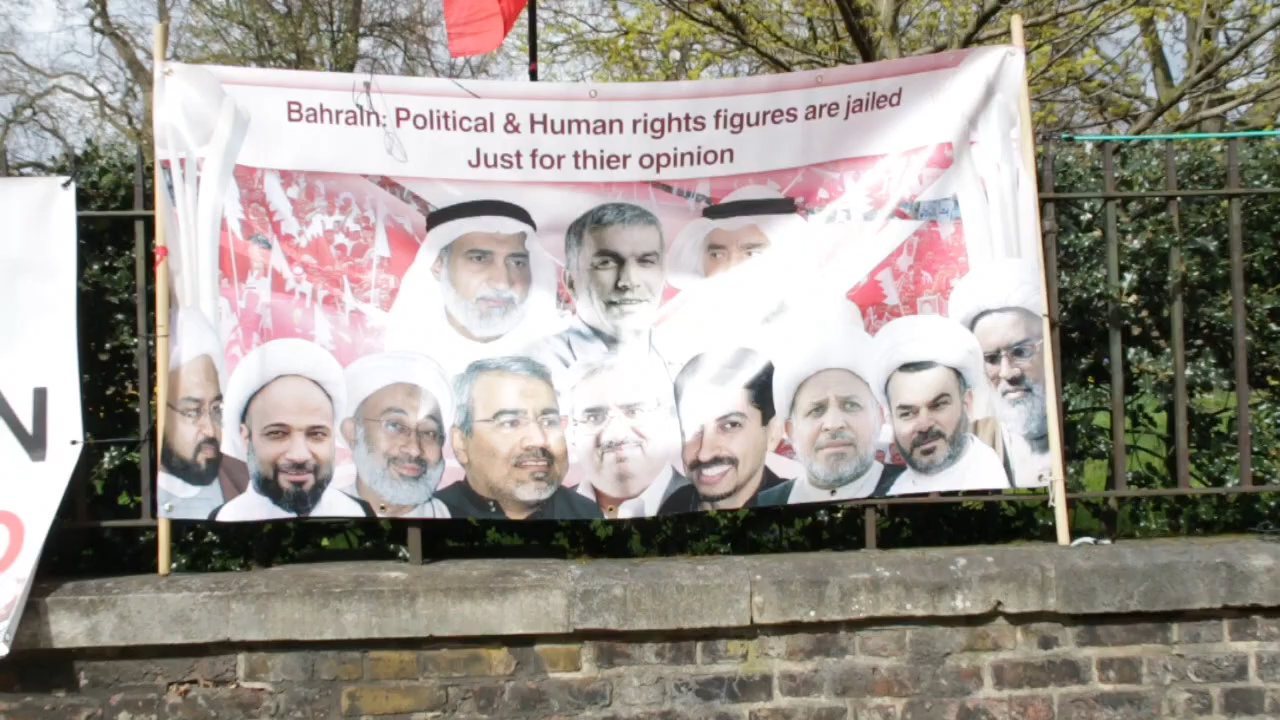 Bahrain: Political & Human rights figures are jailed
Just for thier opinion
N